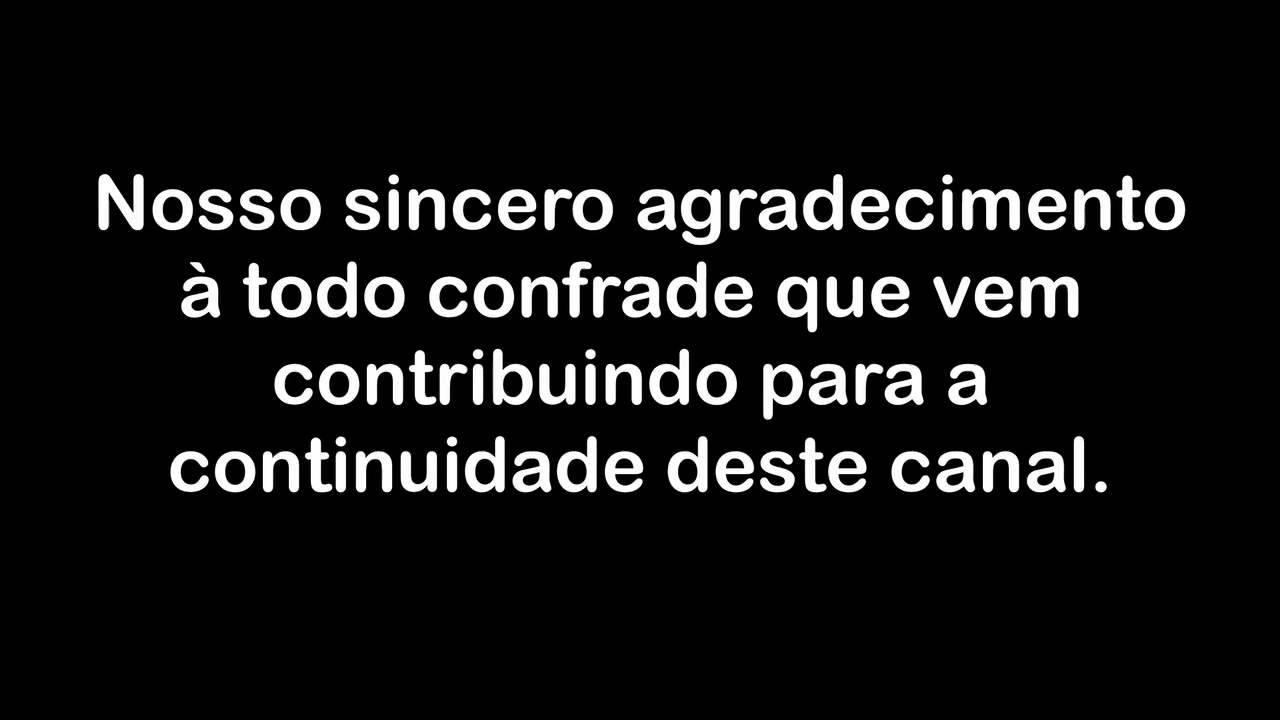 Nosso sincero agradecimento
à todo confrade que vem
contribuindo para a
continuidade deste canal.